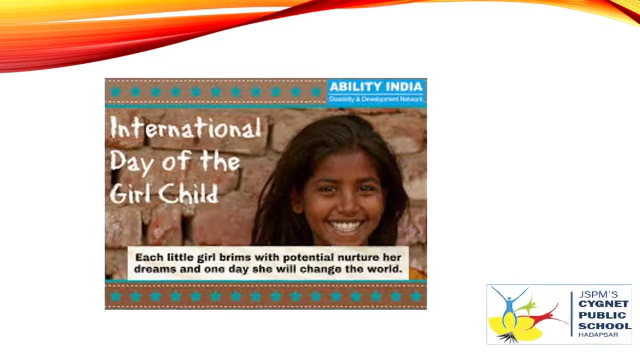 ABILITY INDIA
Disability & Development Network
International
Day of the
Girl Child
Each little girl brims with potential nurture her
dreams and one day she will change the world.
JSPM'S
CYGNET
PUBLIC
SCHOOL
HADAPSAR